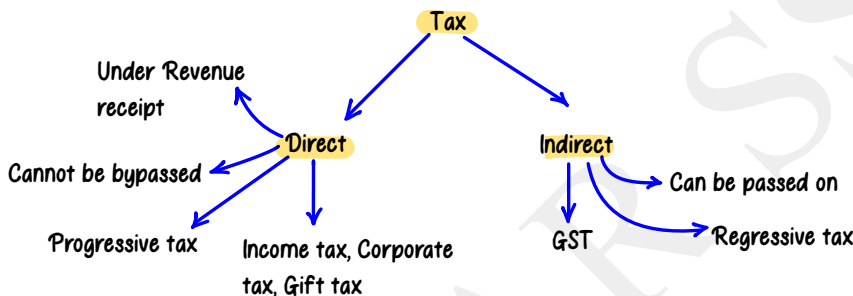 Tax
Under Revenue
receipt
Direct
Indirect
Cannot be bypassed
Can be passed on
Progressive tax
Income tax, Corporate
tax, Gift tax
GST
Regressive tax